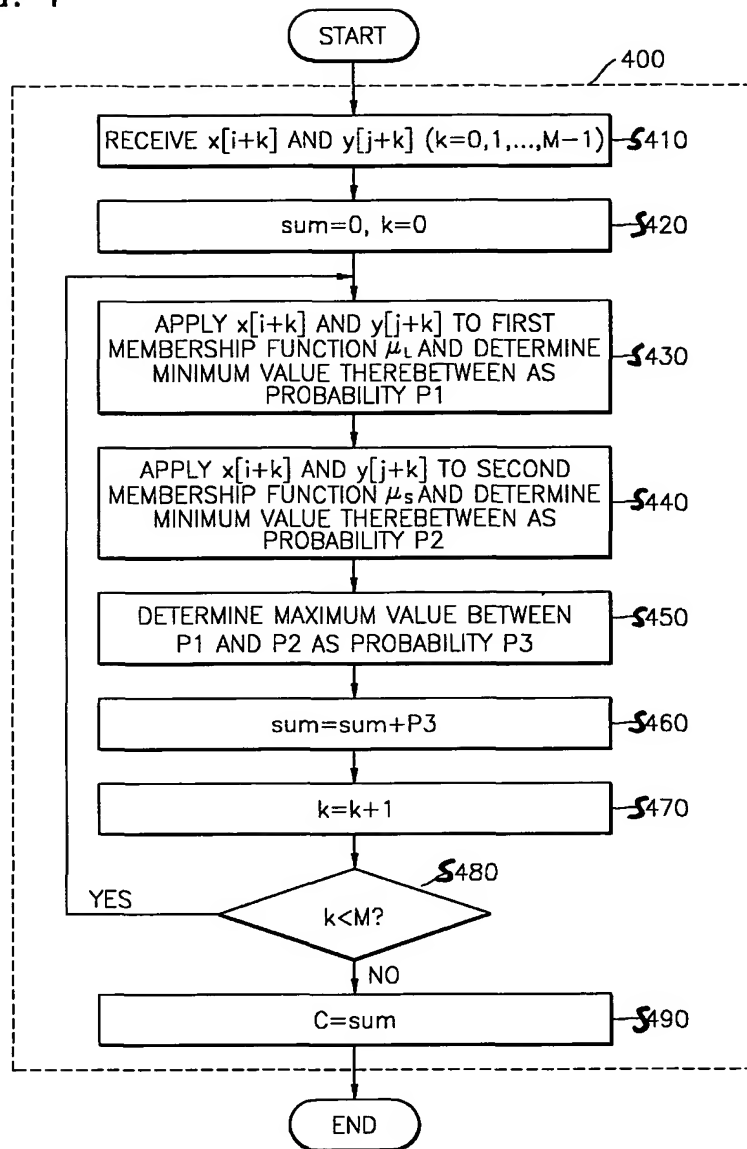 START
400
RECEIVE x[i+k] AND y[j+k] (k=0,1,...,M-1)
S410
sum=0, k=0
S420
APPLY x[i+k] AND y[j+k] TO FIRST
MEMBERSHIP FUNCTION μL AND DETERMINE
MINIMUM VALUE THEREBETWEEN AS
PROBABILITY P1
S430
APPLY x[i+k] AND y[j+k] TO SECOND
MEMBERSHIP FUNCTION μS AND DETERMINE
MINIMUM VALUE THEREBETWEEN AS
PROBABILITY P2
S440
DETERMINE MAXIMUM VALUE BETWEEN
P1 AND P2 AS PROBABILITY P3
S450
sum=sum+P3
S460
k=k+1
S470
S480
YES
k<M?
NO
C=sum
S490
END